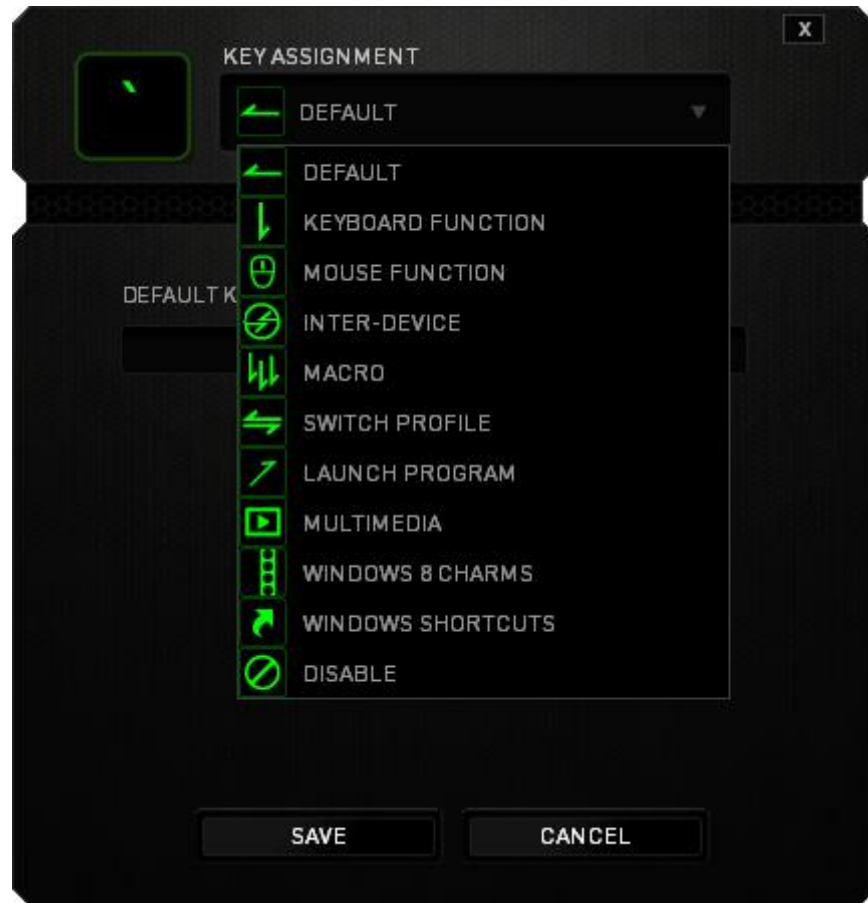 X
KEY ASSIGNMENT
`
DEFAULT
DEFAULT
KEYBOARD FUNCTION
MOUSE FUNCTION
DEFAULT K
INTER-DEVICE
MACRO
SWITCH PROFILE
LAUNCH PROGRAM
MULTIMEDIA
WINDOWS 8 CHARMS
WINDOWS SHORTCUTS
DISABLE
SAVE
CANCEL